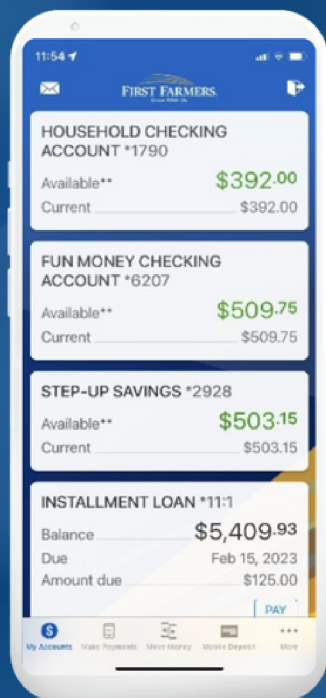 11:54
FIRST FARMERS
HOUSEHOLD CHECKING
ACCOUNT *1790
Available** $392.00
Current $392.00
FUN MONEY CHECKING
ACCOUNT *6207
Available** $509.75
Current $509.75
STEP-UP SAVINGS *2928
Available** $503.15
Current $503.15
INSTALLMENT LOAN *11:1
Balance $5,409.93
Due Feb 15, 2023
Amount due $125.00
PAY
My Accounts Make Payments Move Money Mobile Deposit More